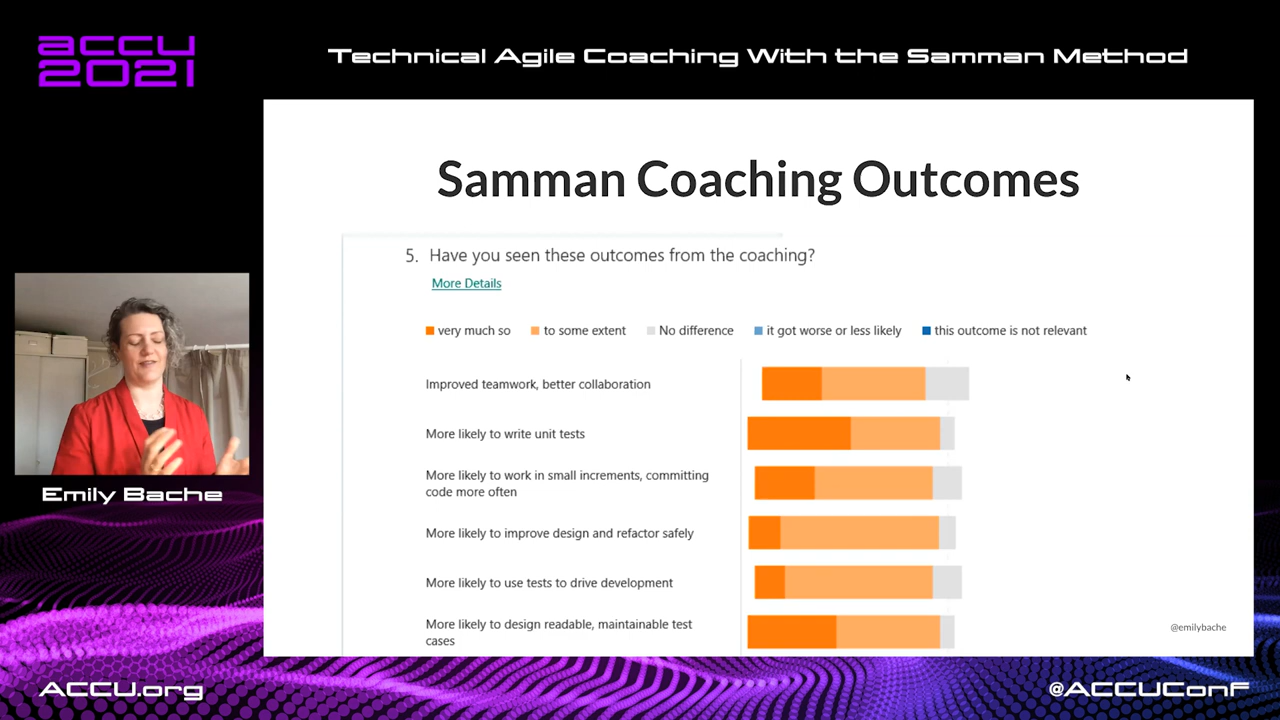 accu
2021
Technical Agile Coaching With the Samman Method
Samman Coaching Outcomes
5. Have you seen these outcomes from the coaching?
More Details
very much so
to some extent
No difference
it got worse or less likely
this outcome is not relevant
Improved teamwork, better collaboration
More likely to write unit tests
More likely to work in small increments, committing
code more often
More likely to improve design and refactor safely
More likely to use tests to drive development
More likely to design readable, maintainable test
cases
@emilybache
Emily Bache
ACCU.org
@ACCUConf